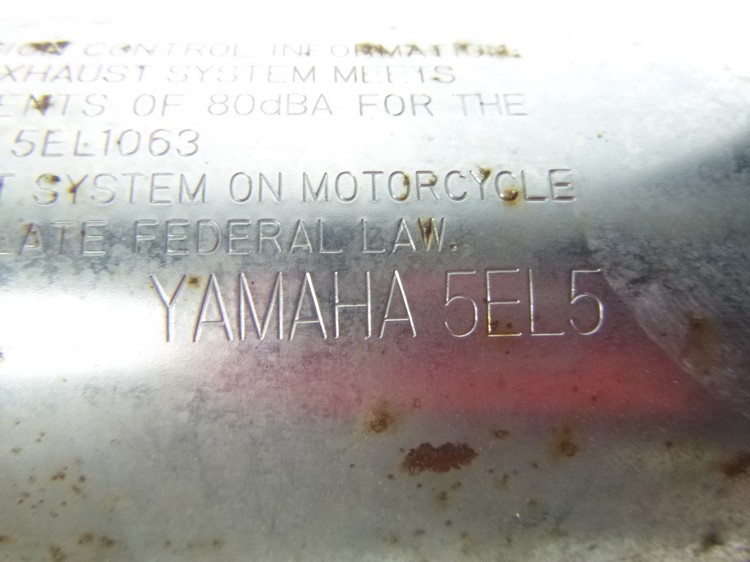 CONTROL INFORMATION
EXHAUST SYSTEM MEETS
ENTS OF 80dBA FOR THE
5EL1063
T SYSTEM ON MOTORCYCLE
LATE FEDERAL LAW.
YAMAHA 5EL5